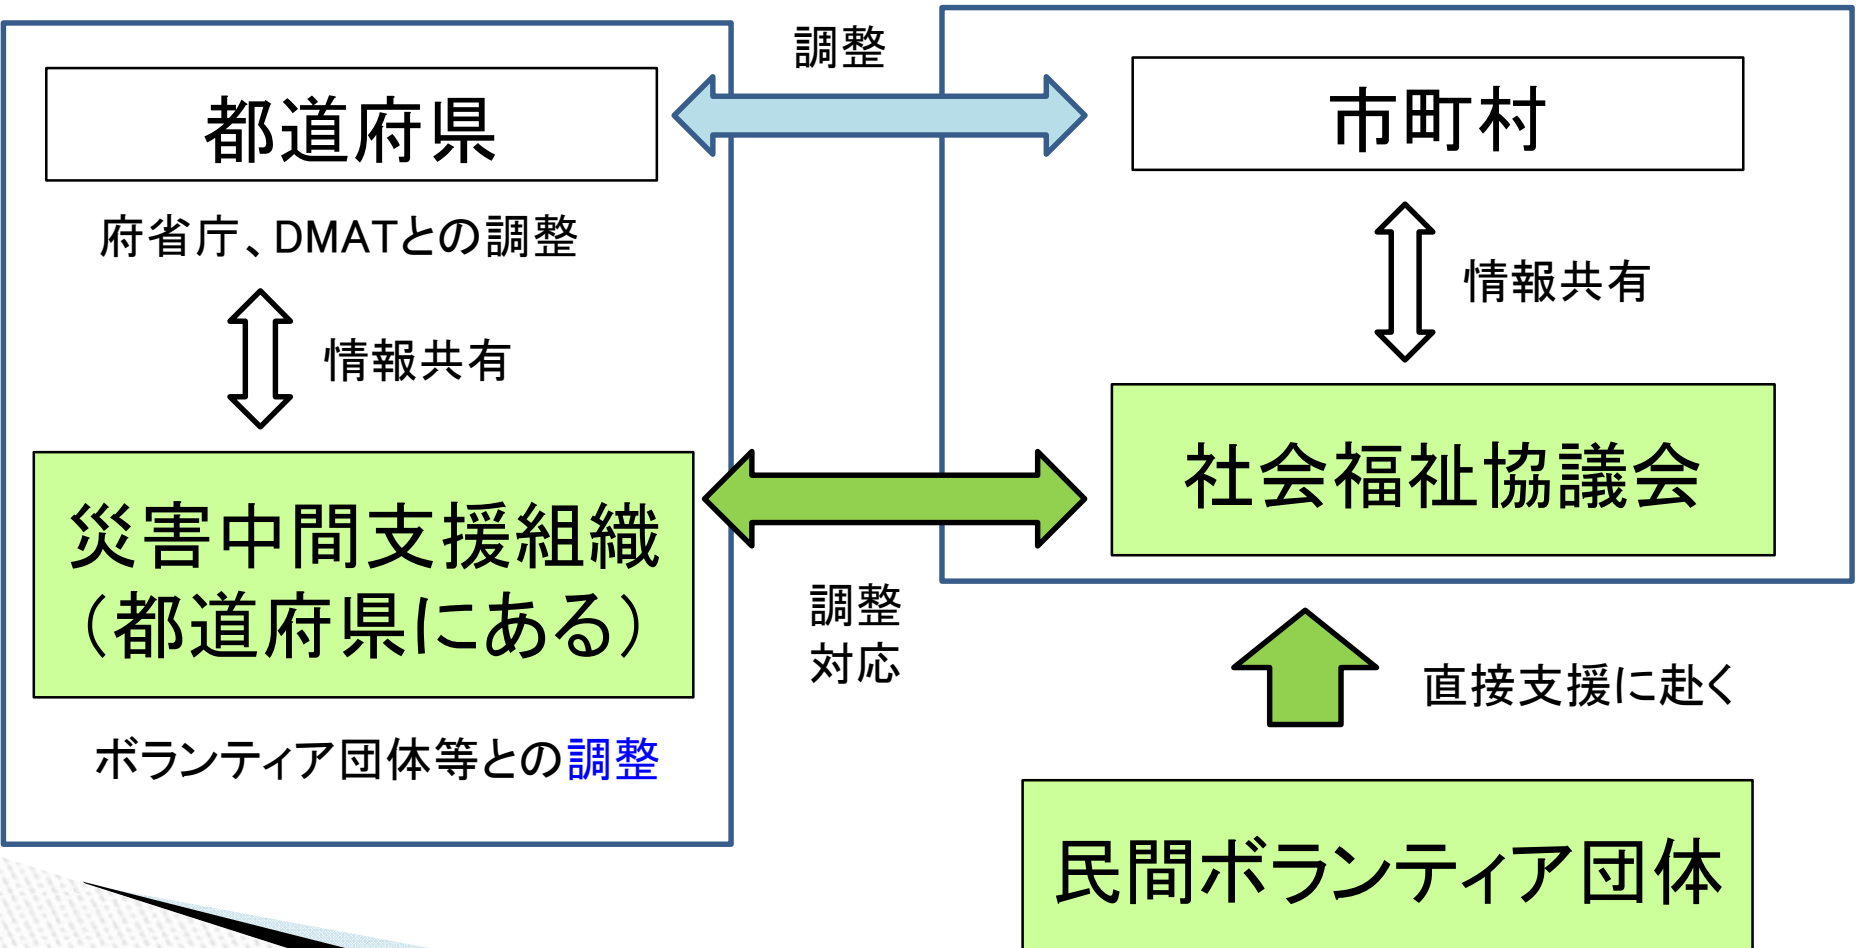 調整
都道府県
市町村
府省庁、DMATとの調整
情報共有
情報共有
災害中間支援組織
（都道府県にある）
社会福祉協議会
調整
対応
直接支援に赴く
ボランティア団体等との調整
民間ボランティア団体